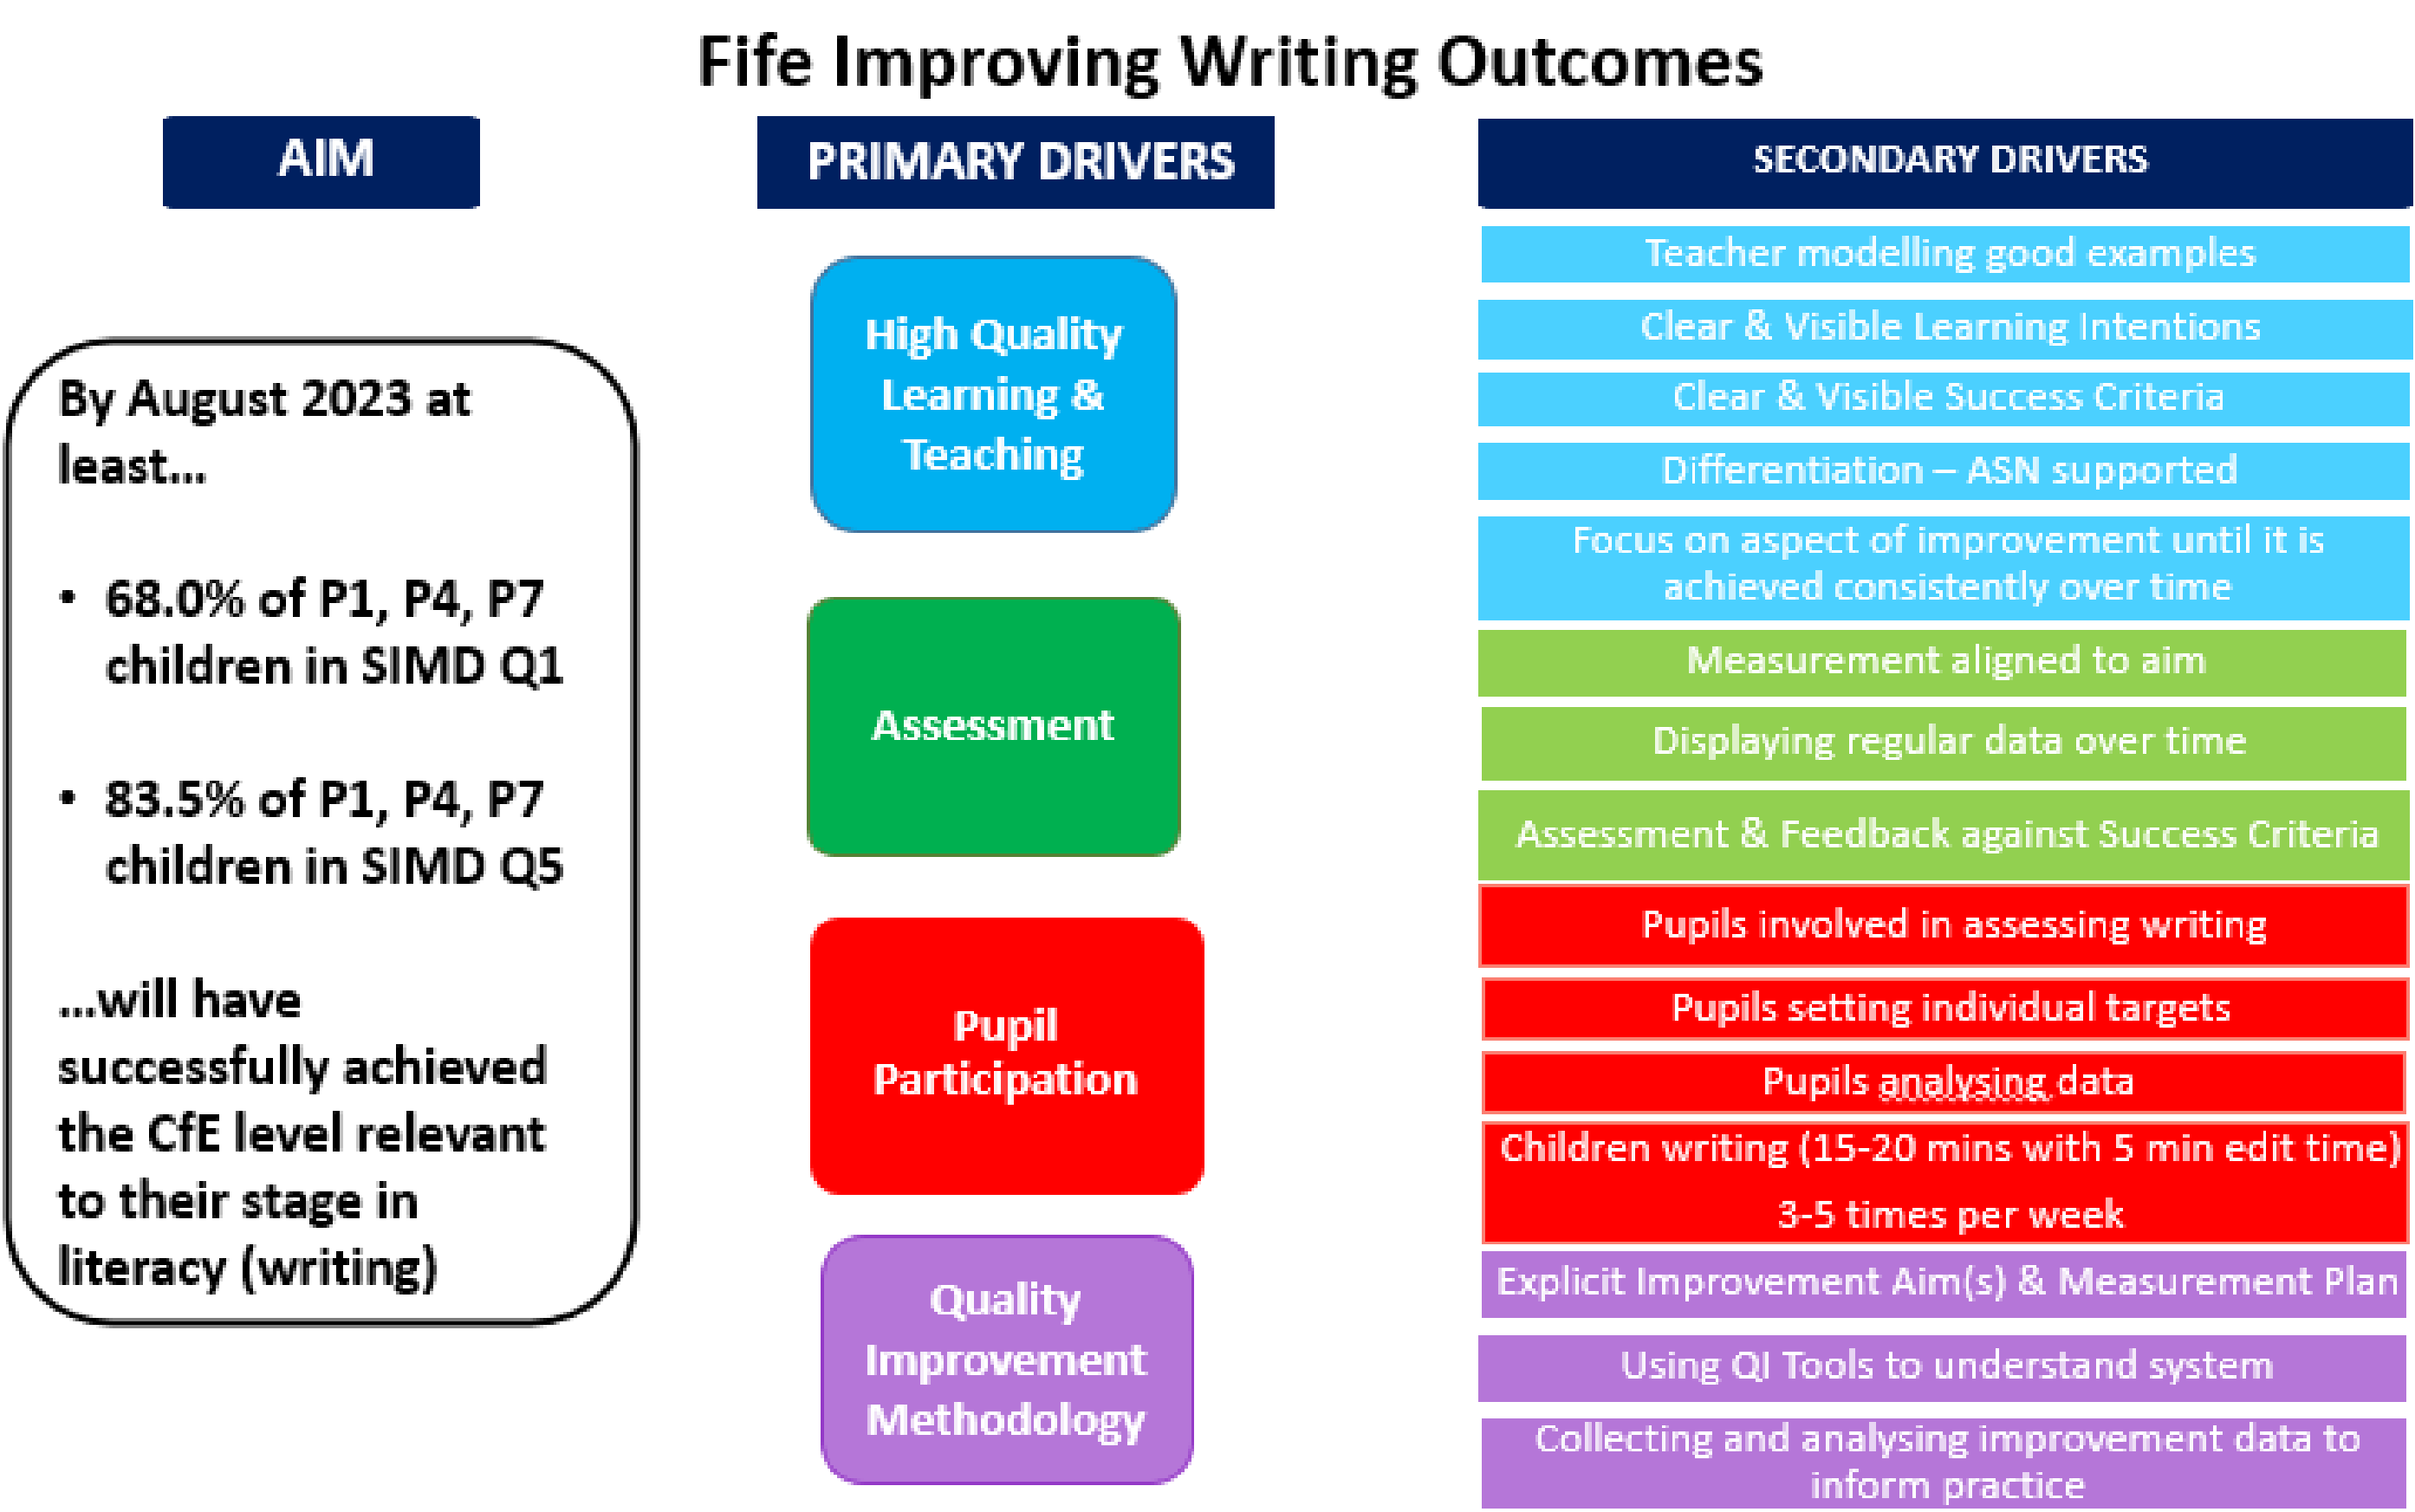 Fife Improving Writing Outcomes
AIM
PRIMARY DRIVERS
SECONDARY DRIVERS
By August 2023 at
least...
• 68.0% of P1, P4, P7
children in SIMD Q1
• 83.5% of P1, P4, P7
children in SIMD Q5
...will have
successfully achieved
the CfE level relevant
to their stage in
literacy (writing)
High Quality
Learning &
Teaching
Assessment
Pupil
Participation
Quality
Improvement
Methodology
Teacher modelling good examples
Clear & Visible Learning Intentions
Clear & Visible Success Criteria
Differentiation – ASN supported
Focus on aspect of improvement until it is
achieved consistently over time
Measurement aligned to aim
Displaying regular data over time
Assessment & Feedback against Success Criteria
Pupils involved in assessing writing
Pupils setting individual targets
Pupils analysing data
Children writing (15-20 mins with 5 min edit time)
3-5 times per week
Explicit Improvement Aim(s) & Measurement Plan
Using QI Tools to understand system
Collecting and analysing improvement data to
inform practice